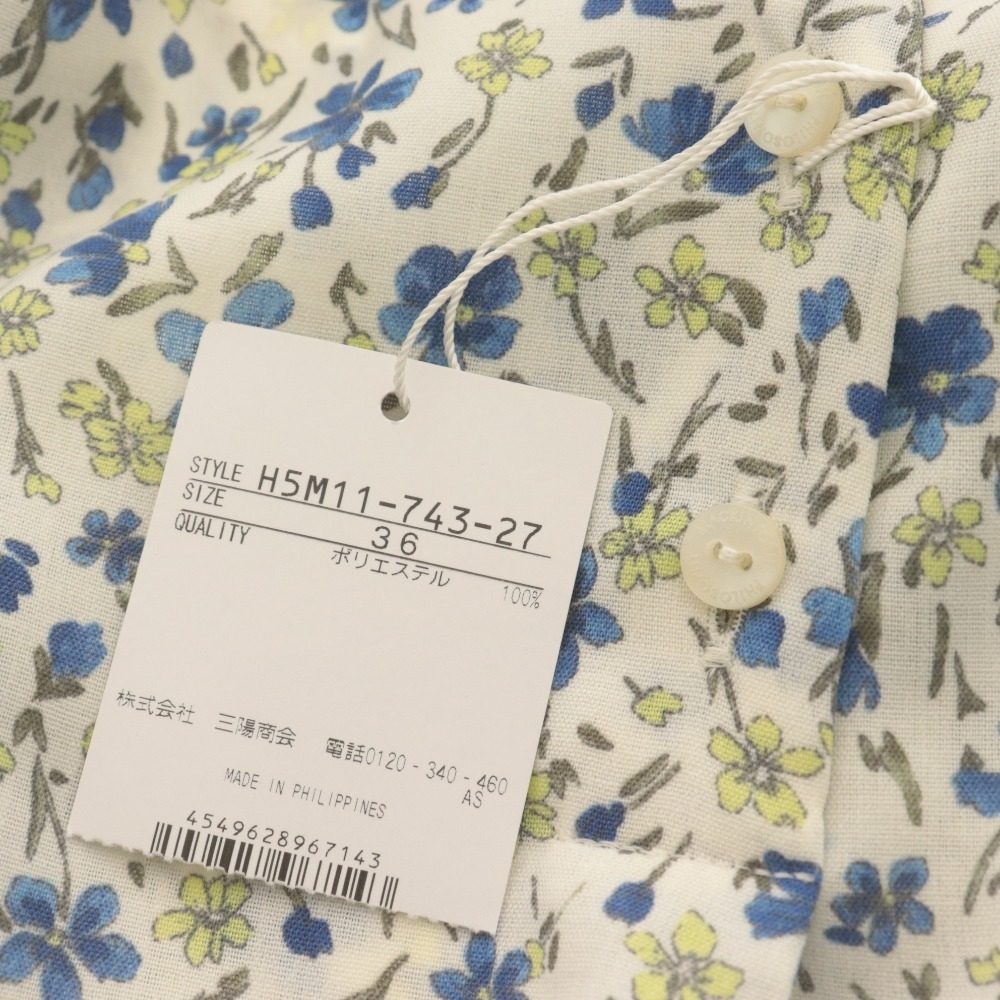 STYLE H5M11-743-27
SIZE 36
QUALITY ポリエステル
100%
株式会社 三陽商会 電話0120-340-460
AS
MADE IN PHILIPPINES
4549628967143